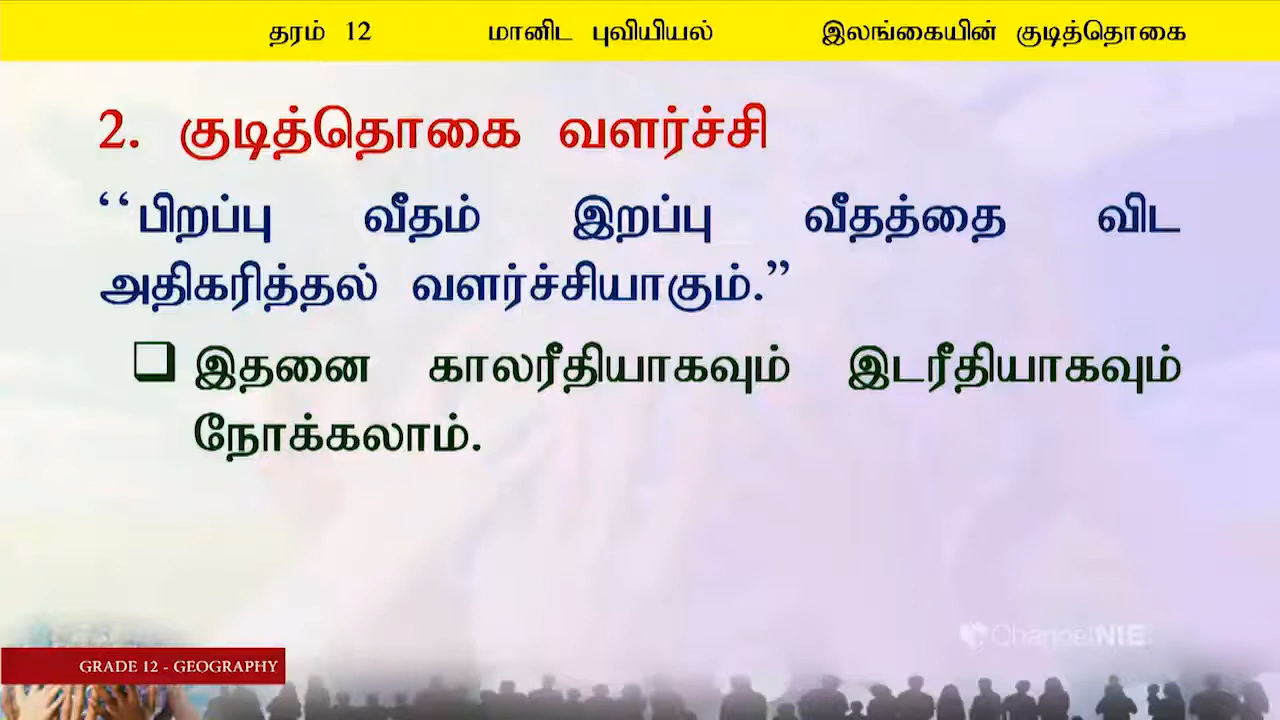 தரம் 12 மானிட புவியியல் இலங்கையின் குடித்தொகை
2. குடித்தொகை வளர்ச்சி
‘‘பிறப்பு வீதம் இறப்பு வீதத்தை விட
அதிகரித்தல் வளர்ச்சியாகும்.”
❑ இதனை காலரீதியாகவும் இடரீதியாகவும்
நோக்கலாம்.
ChannelNIE
GRADE 12 - GEOGRAPHY